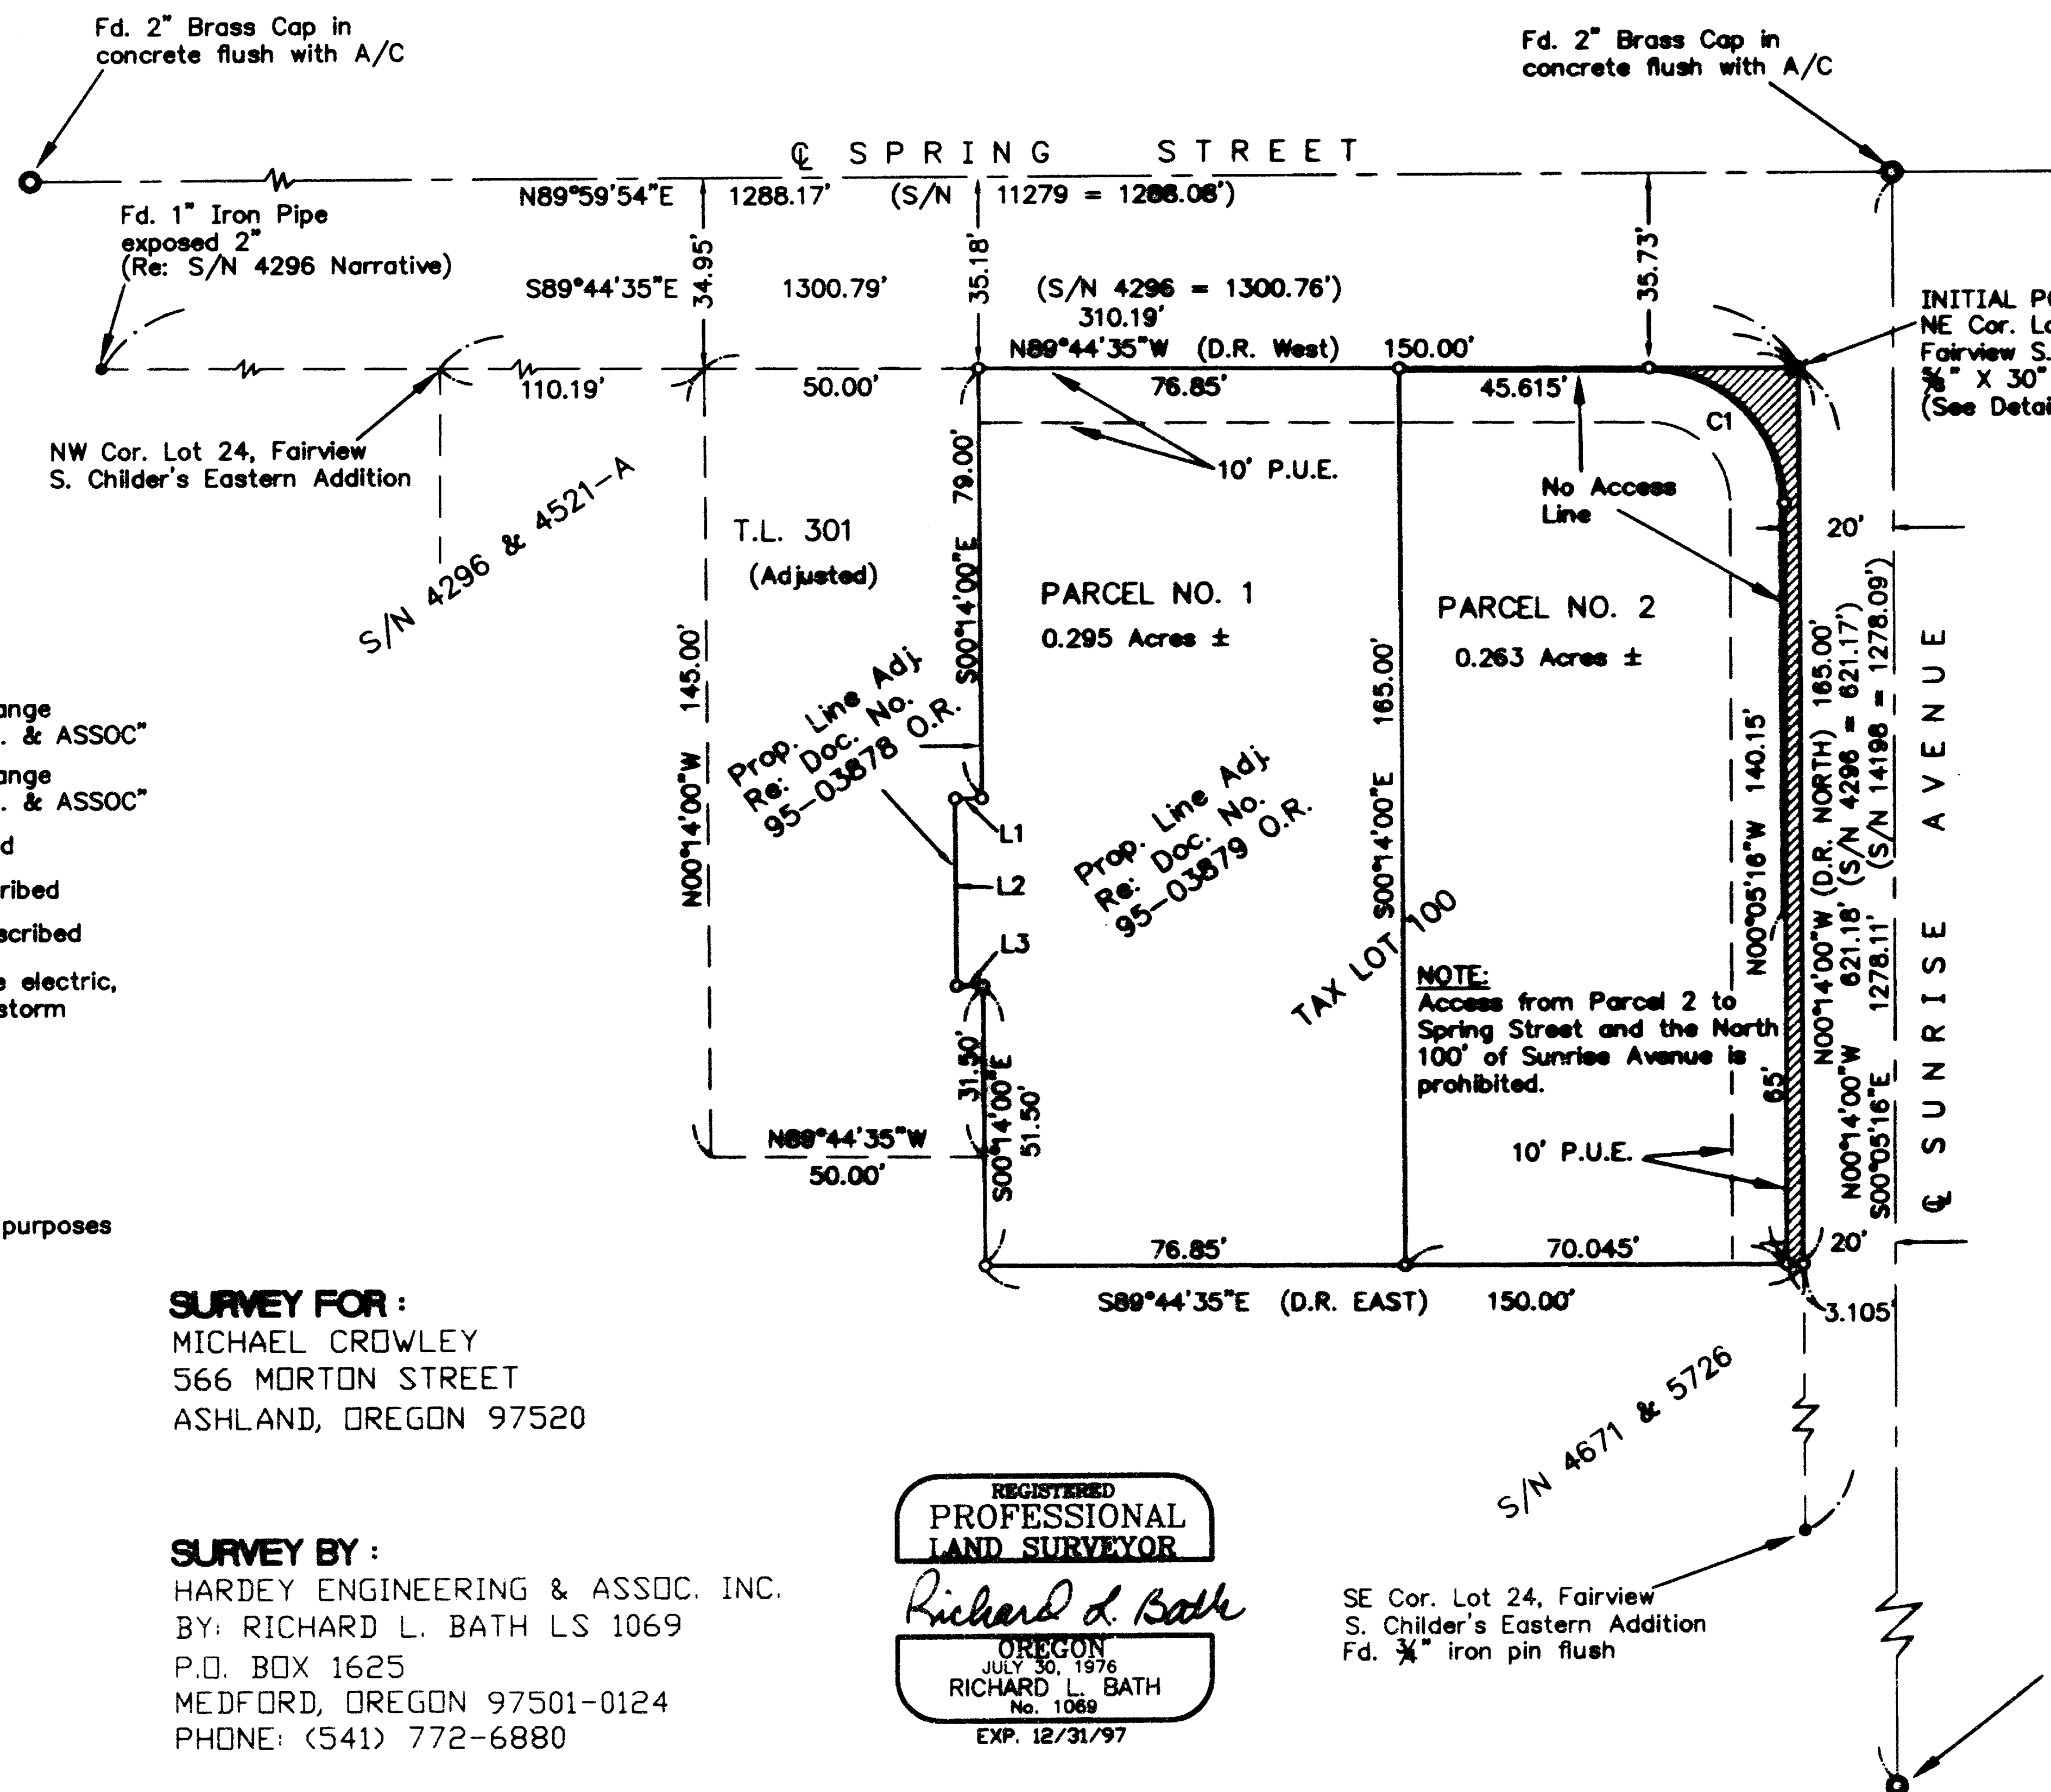 Fd. 2" Brass Cap in
concrete flush with A/C
Fd. 2" Brass Cap in
concrete flush with A/C
℄ SPRING STREET
N89°59'54"E 1288.17' (S/N 11279 = 1288.08')
Fd. 1" Iron Pipe
exposed 2"
(Re: S/N 4296 Narrative)
34.95'
35.18'
35.73'
S89°44'35"E 1300.79' (S/N 4296 = 1300.76')
310.19'
N89°44'35"W (D.R. West) 150.00'
INITIAL
NE Cor.
Fairview S.
⅝" X 30"
(See
110.19'
50.00'
76.85'
45.615'
C1
NW Cor. Lot 24, Fairview
S. Childer's Eastern Addition
10' P.U.E.
No Access
Line
20'
S/N 4296 & 4521-A
T.L. 301
(Adjusted)
S00°14'00"E 79.00'
PARCEL NO. 1
0.295 Acres ±
PARCEL NO. 2
0.263 Acres ±
N00°14'00"W 145.00'
Prop. Line Adj.
Re: Doc. No.
95-03878 O.R.
Prop. Line Adj.
Re: Doc. No.
95-03879 O.R.
S00°14'00"E 165.00'
N00°05'16"W 140.15'
N00°14'00"W (D.R. NORTH) 165.00'
N00°14'00"W 621.18' (S/N 4296 = 621.17')
S00°05'16"E 1278.11' (S/N 14198 = 1278.09')
℄ SUNRISE AVENUE
L1
L2
L3
TAX LOT 100
ange
. & ASSOC"
ange
. & ASSOC"
d
ribed
scribed
e electric,
storm
purposes
NOTE:
Access from Parcel 2 to
Spring Street and the North
100' of Sunrise Avenue is
prohibited.
65'
31.50'
S00°14'00"E
51.50'
N89°44'35"W
50.00'
10' P.U.E.
20'
76.85'
70.045'
S89°44'35"E (D.R. EAST) 150.00'
3.105'
SURVEY FOR :
MICHAEL CROWLEY
566 MORTON STREET
ASHLAND, OREGON 97520
S/N 4671 & 5726
SURVEY BY :
HARDEY ENGINEERING & ASSOC. INC.
BY: RICHARD L. BATH LS 1069
P.O. BOX 1625
MEDFORD, OREGON 97501-0124
PHONE: (541) 772-6880
REGISTERED
PROFESSIONAL
LAND SURVEYOR
Richard L. Bath
OREGON
JULY 30, 1976
RICHARD L. BATH
No. 1069
EXP. 12/31/97
SE Cor. Lot 24, Fairview
S. Childer's Eastern Addition
Fd. ¾" iron pin flush